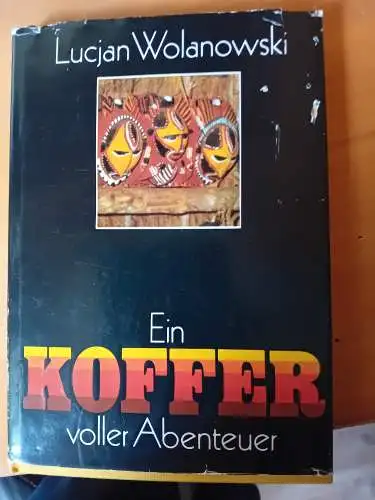 Lucjan Wolanowski
Ein
KOFFER
voller Abenteuer